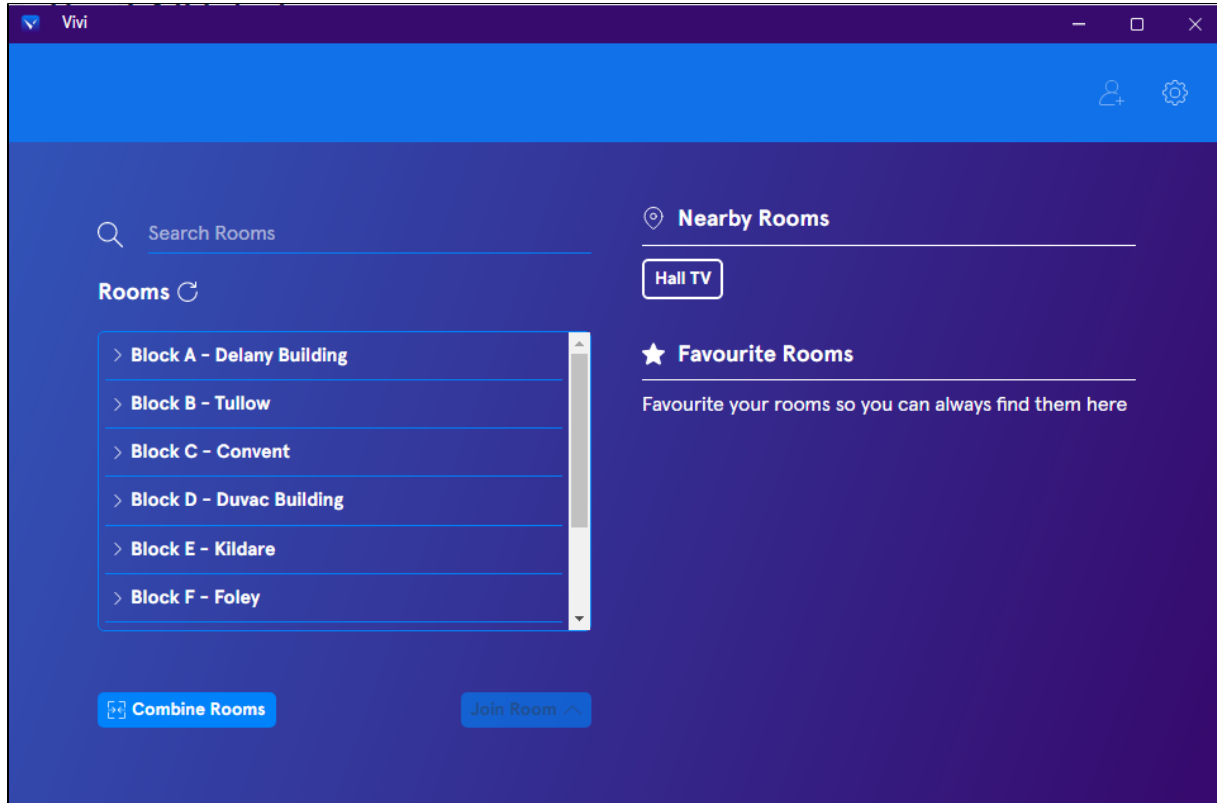 Vivi
Search Rooms
Rooms
Block A - Delany Building
Block B - Tullow
Block C - Convent
Block D - Duvac Building
Block E - Kildare
Block F - Foley
Combine Rooms
Join Room
Nearby Rooms
Hall TV
Favourite Rooms
Favourite your rooms so you can always find them here